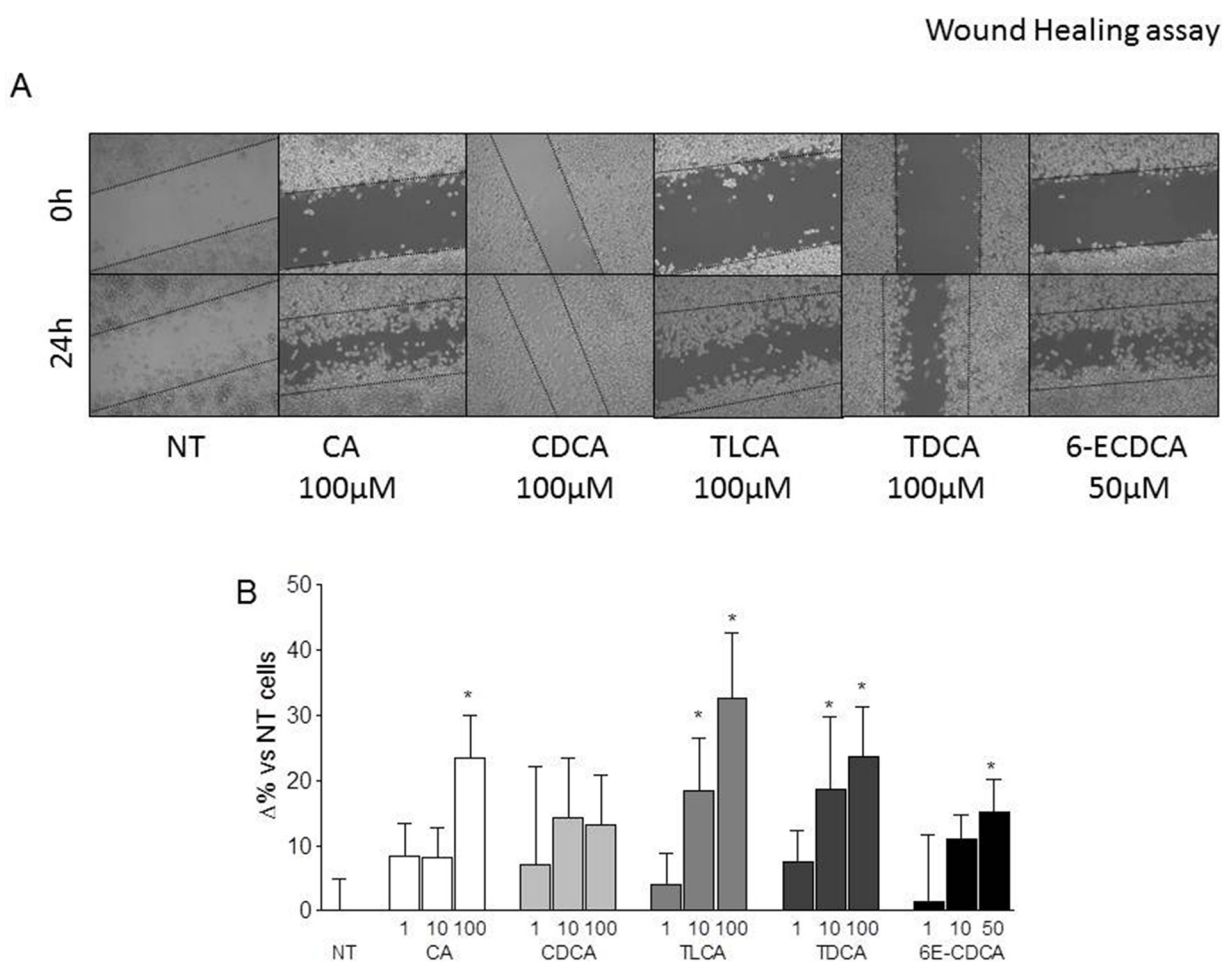 Wound Healing assay
A
0h
24h
NT CA CDCA TLCA TDCA 6-ECDCA
100µM 100µM 100µM 100µM 50µM
B
Δ% vs NT cells
50
40
30
20
10
0
* * * * * *
1 10 100 1 10 100 1 10 100 1 10 100 1 10 50
NT CA CDCA TLCA TDCA 6E-CDCA